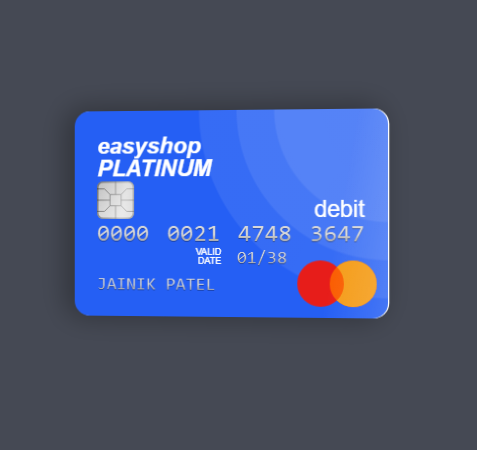 easyshop
PLATINUM
debit
0000 0021 4748 3647
VALID
DATE
01/38
JAINIK PATEL